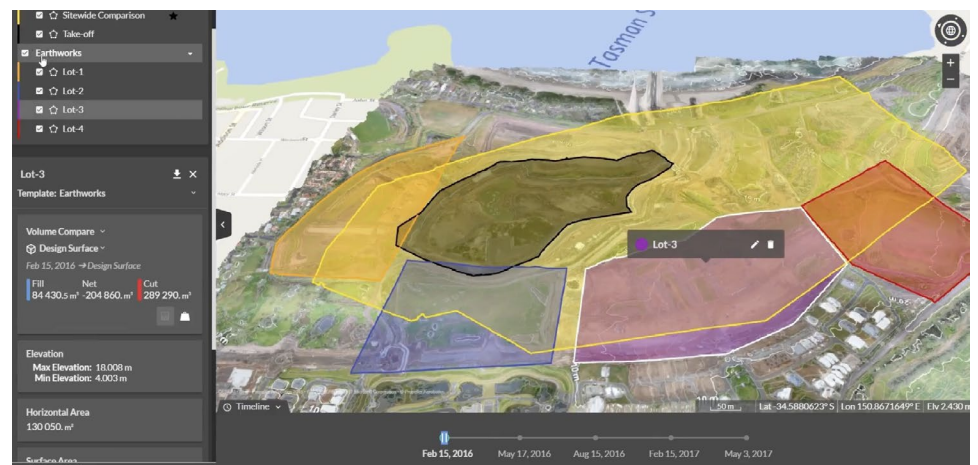 Sitewide Comparison
Take-off
Earthworks
Lot-1
Lot-2
Lot-3
Lot-4
Lot-3
Template: Earthworks
Volume Compare
Design Surface
Feb 15, 2016 → Design Surface
Fill Net Cut
84 430.5 m³ -204 860. m³ 289 290. m³
Elevation
Max Elevation: 18.008 m
Min Elevation: 4.003 m
Horizontal Area
130 050. m²
Surface Area
Tasman S
Lot-3
Timeline
50 m
Lat -34.5880623° S Lon 150.8671649° E Elv 2.430 m
Feb 15, 2016 May 17, 2016 Aug 15, 2016 Feb 15, 2017 May 3, 2017